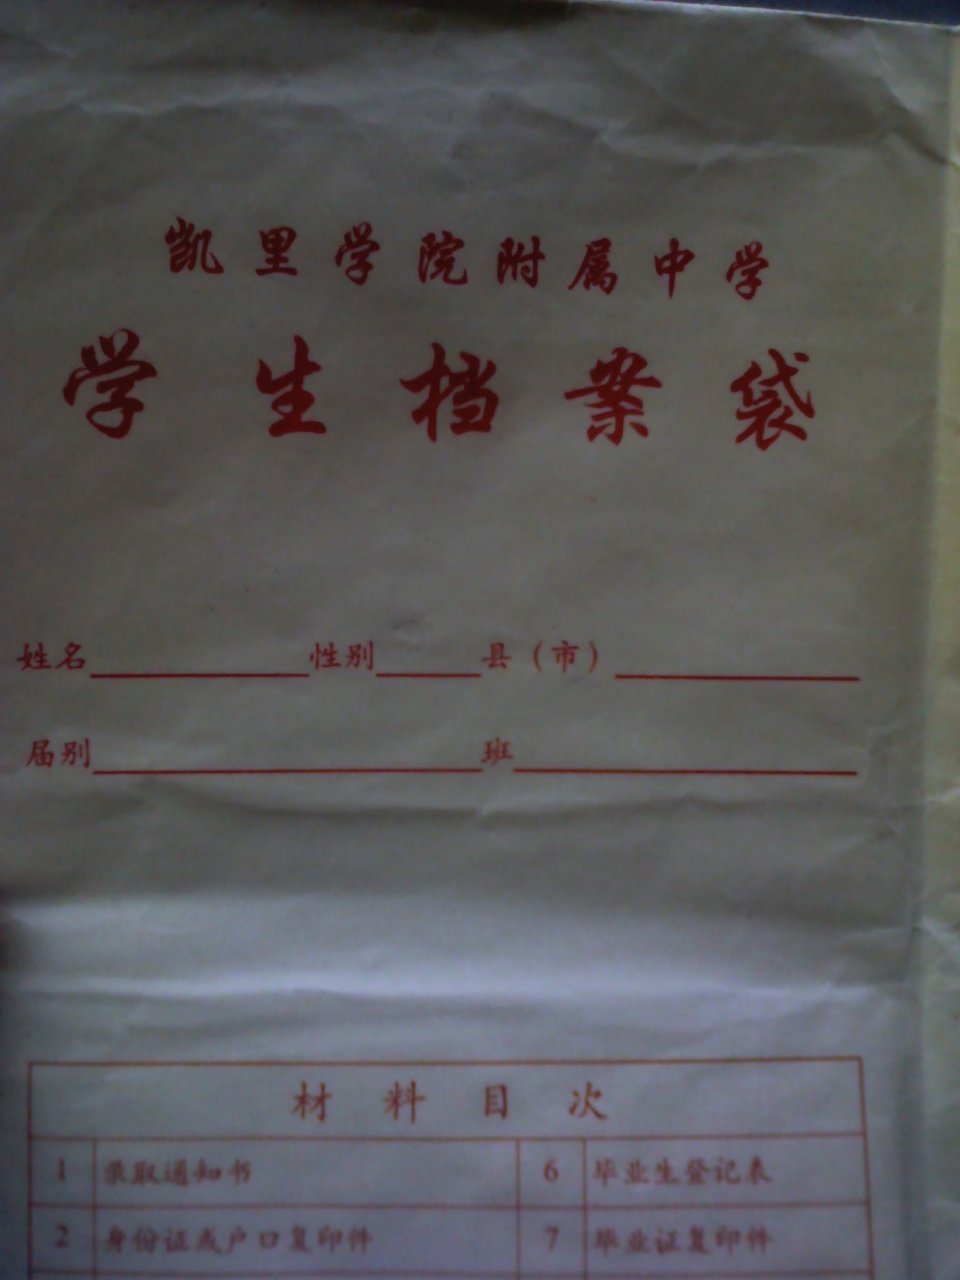 凯里学院附属中学
学生档案袋
姓名 性别 县（市）
届别 班
材料目次
1 录取通知书 6 毕业生登记表
2 身份证或户口复印件 7 毕业证复印件